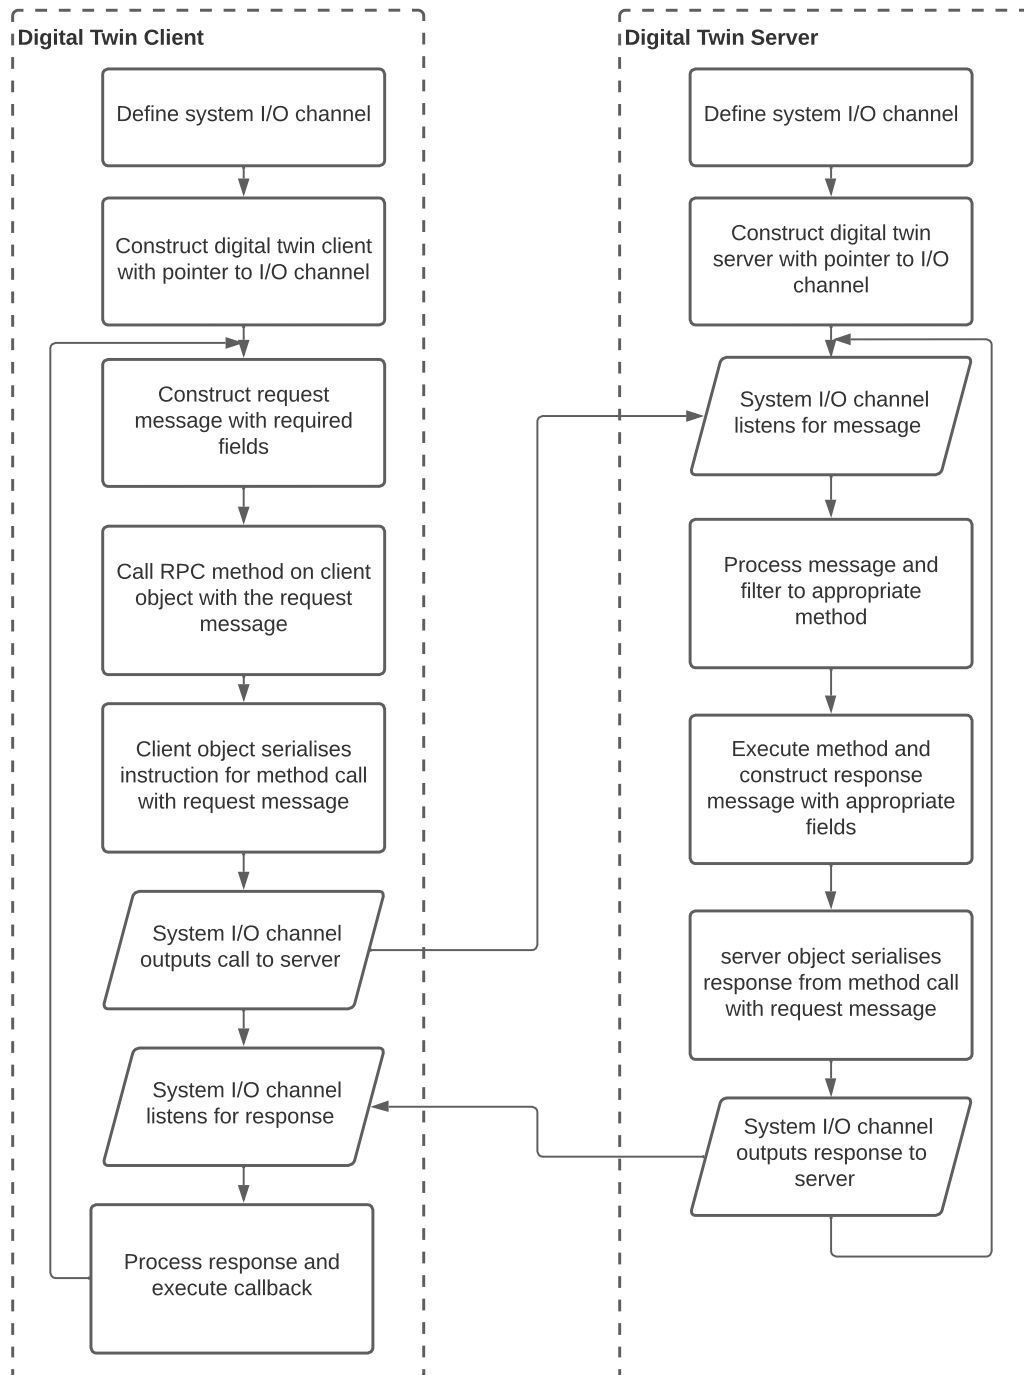 Digital Twin Client
Define system I/O channel
Construct digital twin client
with pointer to I/O channel
Construct request
message with required
fields
Call RPC method on client
object with the request
message
Client object serialises
instruction for method call
with request message
System I/O channel
outputs call to server
System I/O channel
listens for response
Process response and
execute callback
Digital Twin Server
Define system I/O channel
Construct digital twin
server with pointer to I/O
channel
System I/O channel
listens for message
Process message and
filter to appropriate
method
Execute method and
construct response
message with appropriate
fields
server object serialises
response from method call
with request message
System I/O channel
outputs response to
server